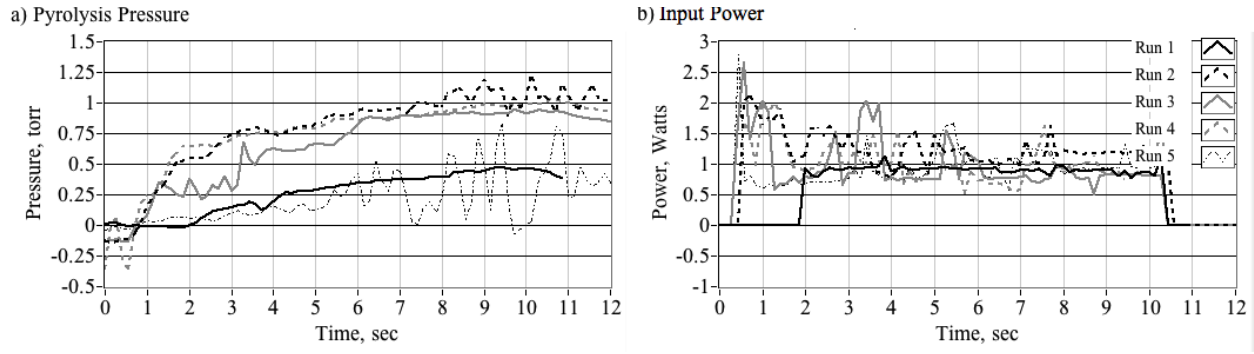 a) Pyrolysis Pressure
1.5
1.25
1
0.75
0.5
0.25
0
-0.25
-0.5
Pressure, torr
0 1 2 3 4 5 6 7 8 9 10 11 12
Time, sec
b) Input Power
3
2.5
2
1.5
1
0.5
0
-0.5
-1
Power, Watts
0 1 2 3 4 5 6 7 8 9 10 11 12
Time, sec
Run 1
Run 2
Run 3
Run 4
Run 5